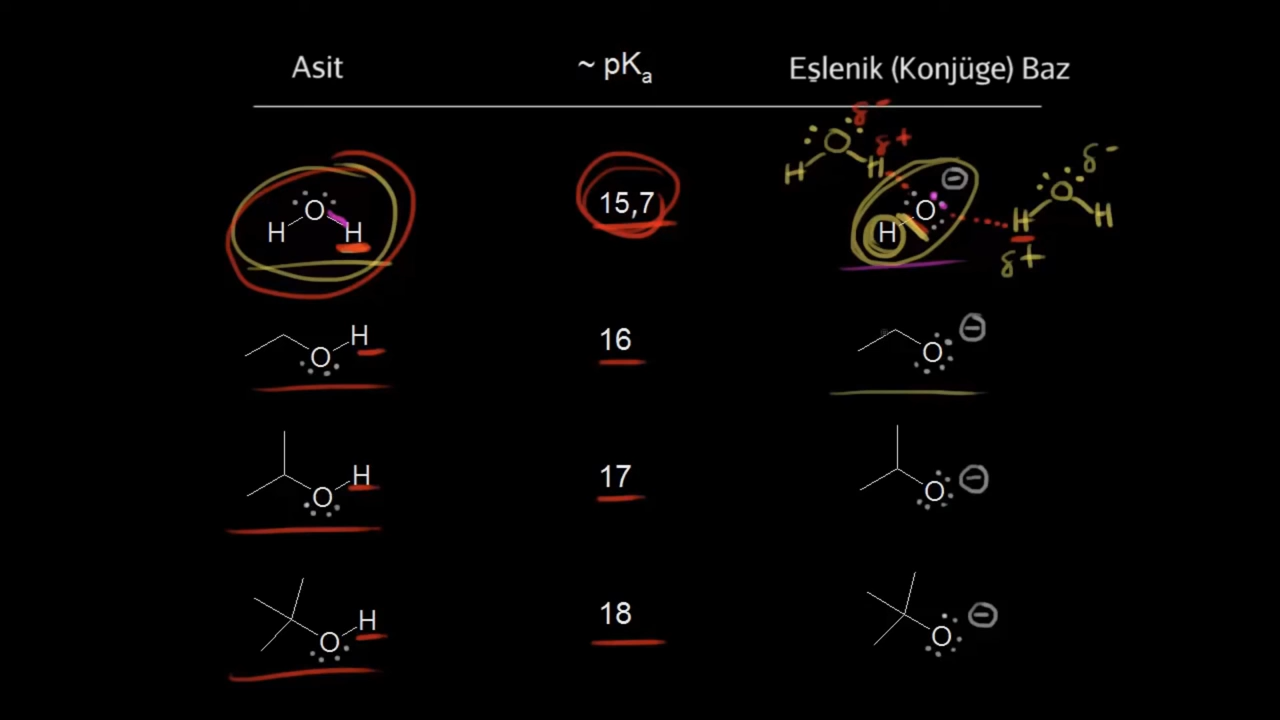 Asit ~ pKa Eşlenik (Konjüge) Baz
δ-
O δ+ δ-
H H ⊖ O
O 15,7 O H H
H H H δ+
H 16 ⊖
O O
H 17 ⊖
O O
H 18 ⊖
O O